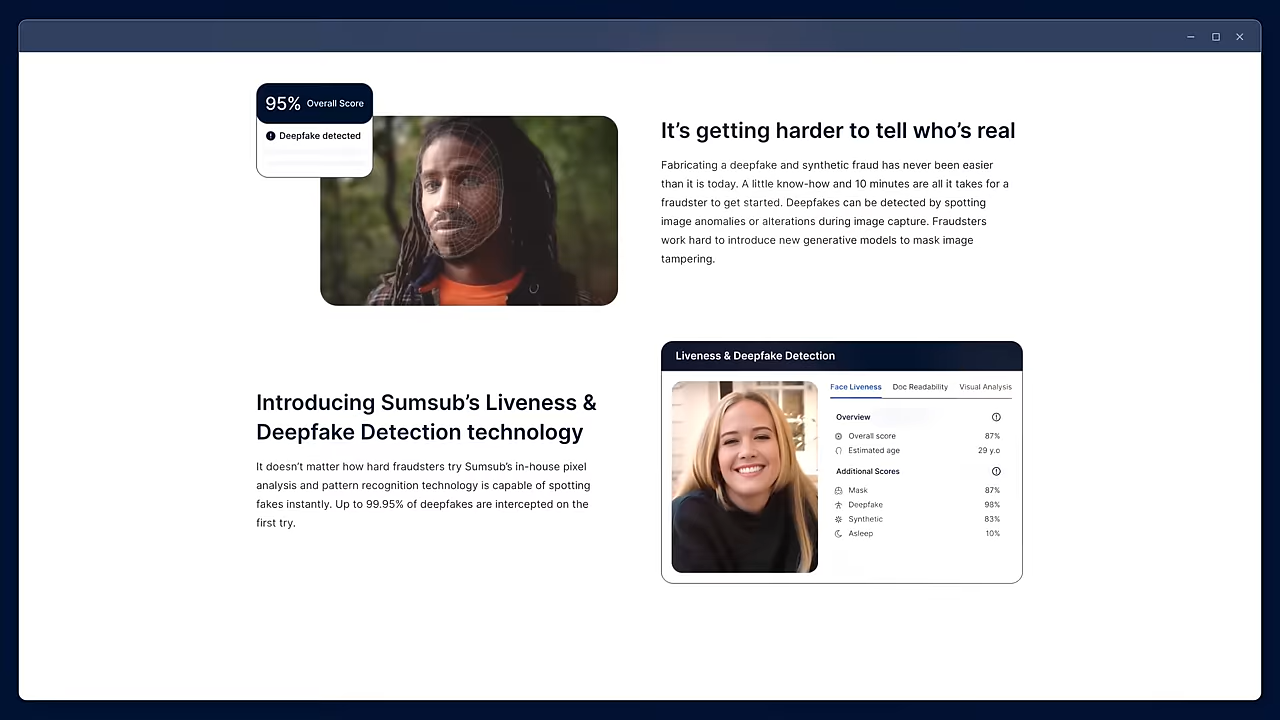 95% Overall Score
Deepfake detected
It’s getting harder to tell who’s real
Fabricating a deepfake and synthetic fraud has never been easier
than it is today. A little know-how and 10 minutes are all it takes for a
fraudster to get started. Deepfakes can be detected by spotting
image anomalies or alterations during image capture. Fraudsters
work hard to introduce new generative models to mask image
tampering.
Introducing Sumsub’s Liveness &
Deepfake Detection technology
It doesn’t matter how hard fraudsters try Sumsub’s in-house pixel
analysis and pattern recognition technology is capable of spotting
fakes instantly. Up to 99.95% of deepfakes are intercepted on the
first try.
Liveness & Deepfake Detection
Face Liveness Doc Readability Visual Analysis
Overview
Overall score 87%
Estimated age 29 y.o
Additional Scores
Mask 87%
Deepfake 98%
Synthetic 83%
Asleep 10%